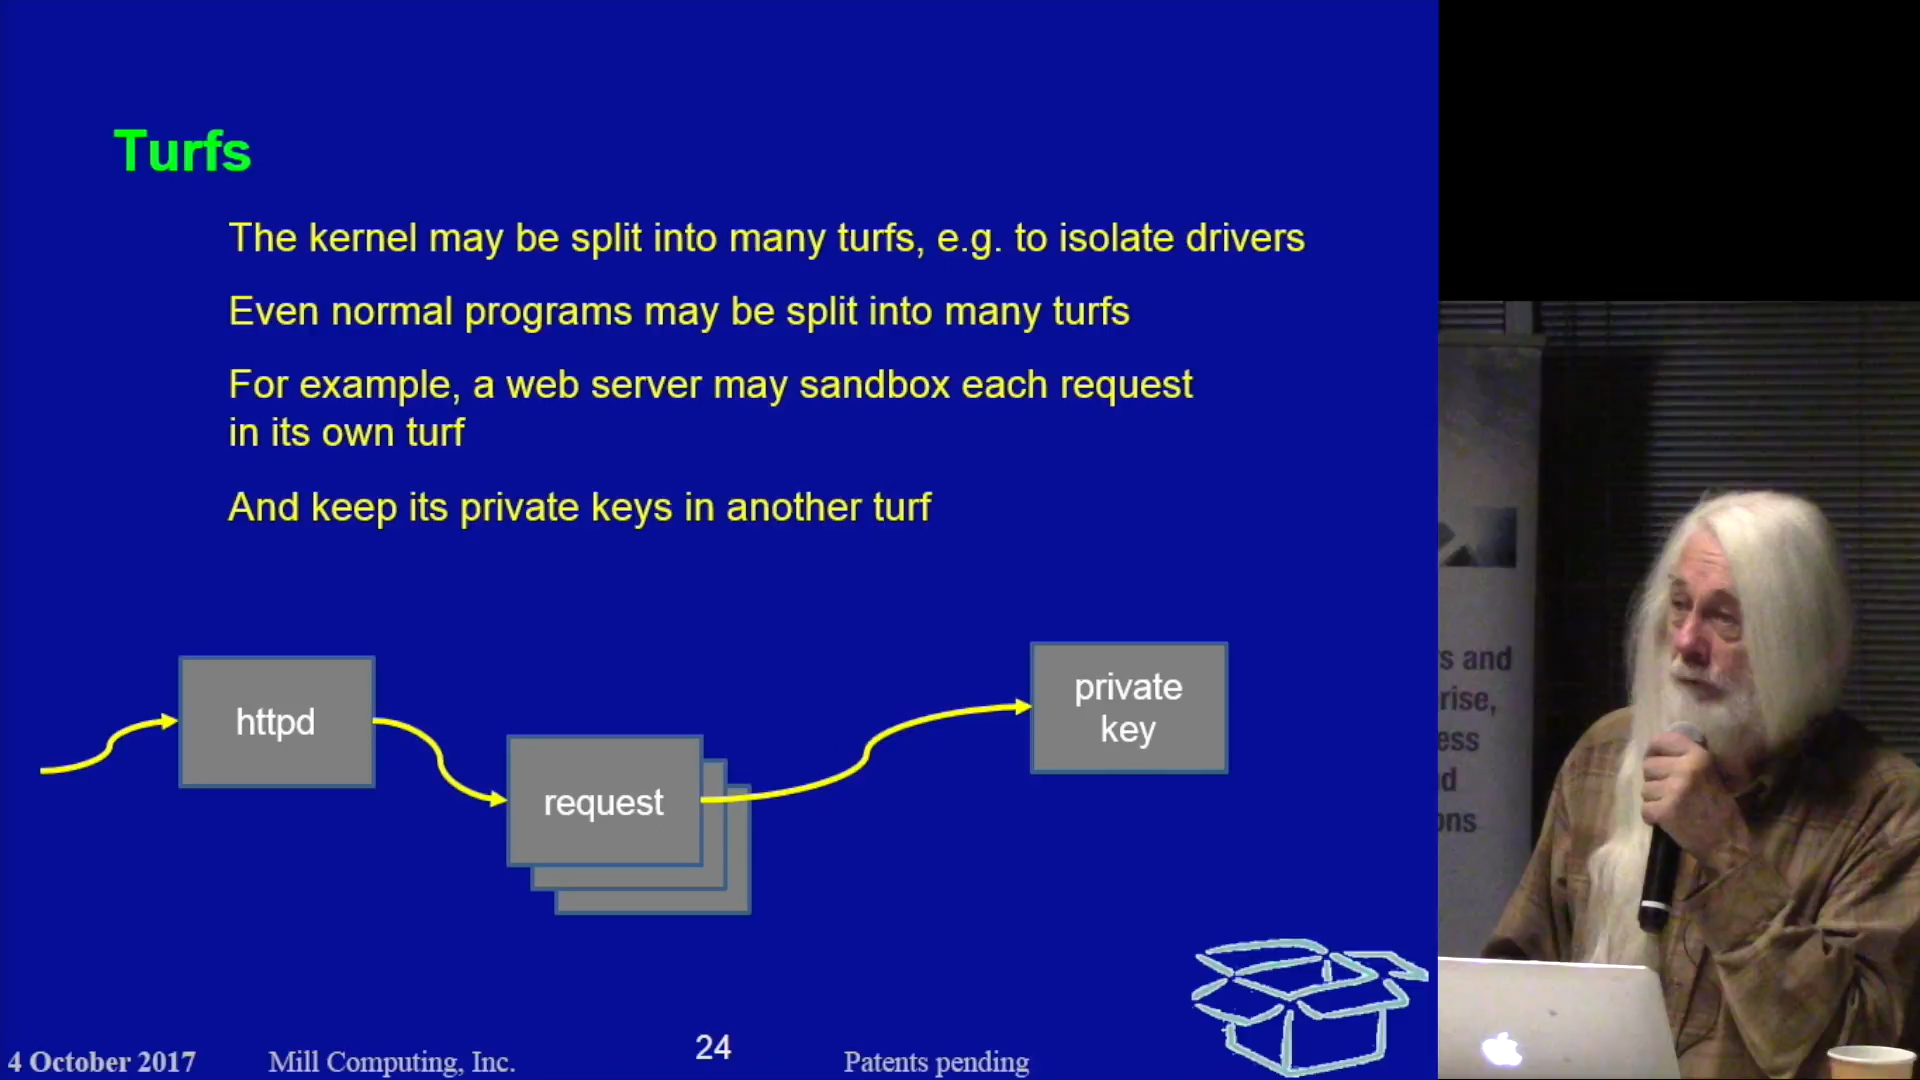 Turfs
The kernel may be split into many turfs, e.g. to isolate drivers
Even normal programs may be split into many turfs
For example, a web server may sandbox each request
in its own turf
And keep its private keys in another turf
httpd
request
private
key
4 October 2017
Mill Computing, Inc.
24
Patents pending
s and
rise,
ess
d
ons